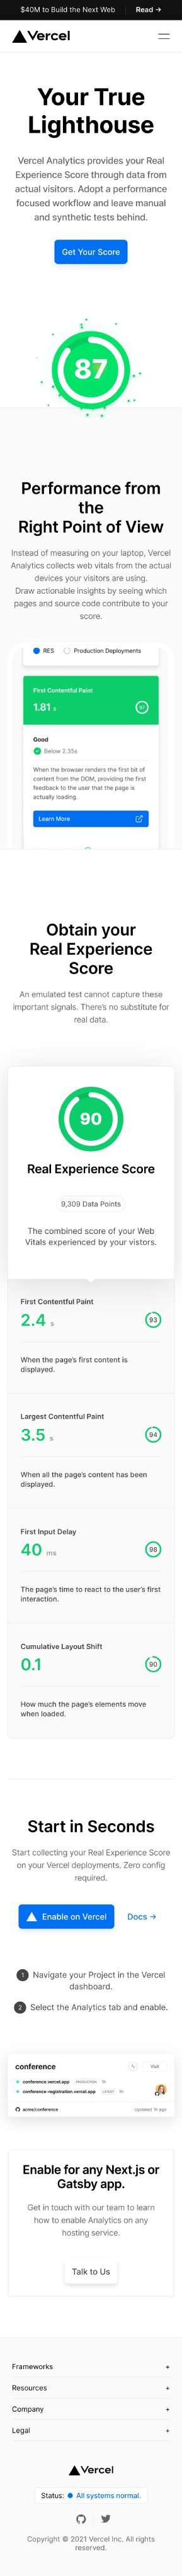 $40M to Build the Next Web
Read →
Vercel
Your True
Lighthouse
Vercel Analytics provides your Real
Experience Score through data from
actual visitors. Adopt a performance
focused workflow and leave manual
and synthetic tests behind.
Get Your Score
87
Performance from
the
Right Point of View
Instead of measuring on your laptop, Vercel
Analytics collects web vitals from the actual
devices your visitors are using.
Draw actionable insights by seeing which
pages and source code contribute to your
score.
RES
Production Deployments
First Contentful Paint
1.81 s
97
Good
Below 2.35s
When the browser renders the first bit of
content from the DOM, providing the first
feedback to the user that the page is
actually loading.
Learn More
Obtain your
Real Experience
Score
An emulated test cannot capture these
important signals. There's no substitute for
real data.
90
Real Experience Score
9,309 Data Points
The combined score of your Web
Vitals experienced by your vistors.
First Contentful Paint
2.4 s
93
When the page's first content is
displayed.
Largest Contentful Paint
3.5 s
94
When all the page's content has been
displayed.
First Input Delay
40 ms
98
The page's time to react to the user's first
interaction.
Cumulative Layout Shift
0.1
90
How much the page's elements move
when loaded.
Start in Seconds
Start collecting your Real Experience Score
on your Vercel deployments. Zero config
required.
Enable on Vercel
Docs →
1 Navigate your Project in the Vercel
dashboard.
2 Select the Analytics tab and enable.
conference
Visit
conference.vercel.app PRODUCTION 1h
conference-registration.vercel.app LATEST 1h
acme/conference
Updated 1h ago
Enable for any Next.js or
Gatsby app.
Get in touch with our team to learn
how to enable Analytics on any
hosting service.
Talk to Us
Frameworks +
Resources +
Company +
Legal +
Vercel
Status: All systems normal.
Copyright © 2021 Vercel Inc. All rights
reserved.